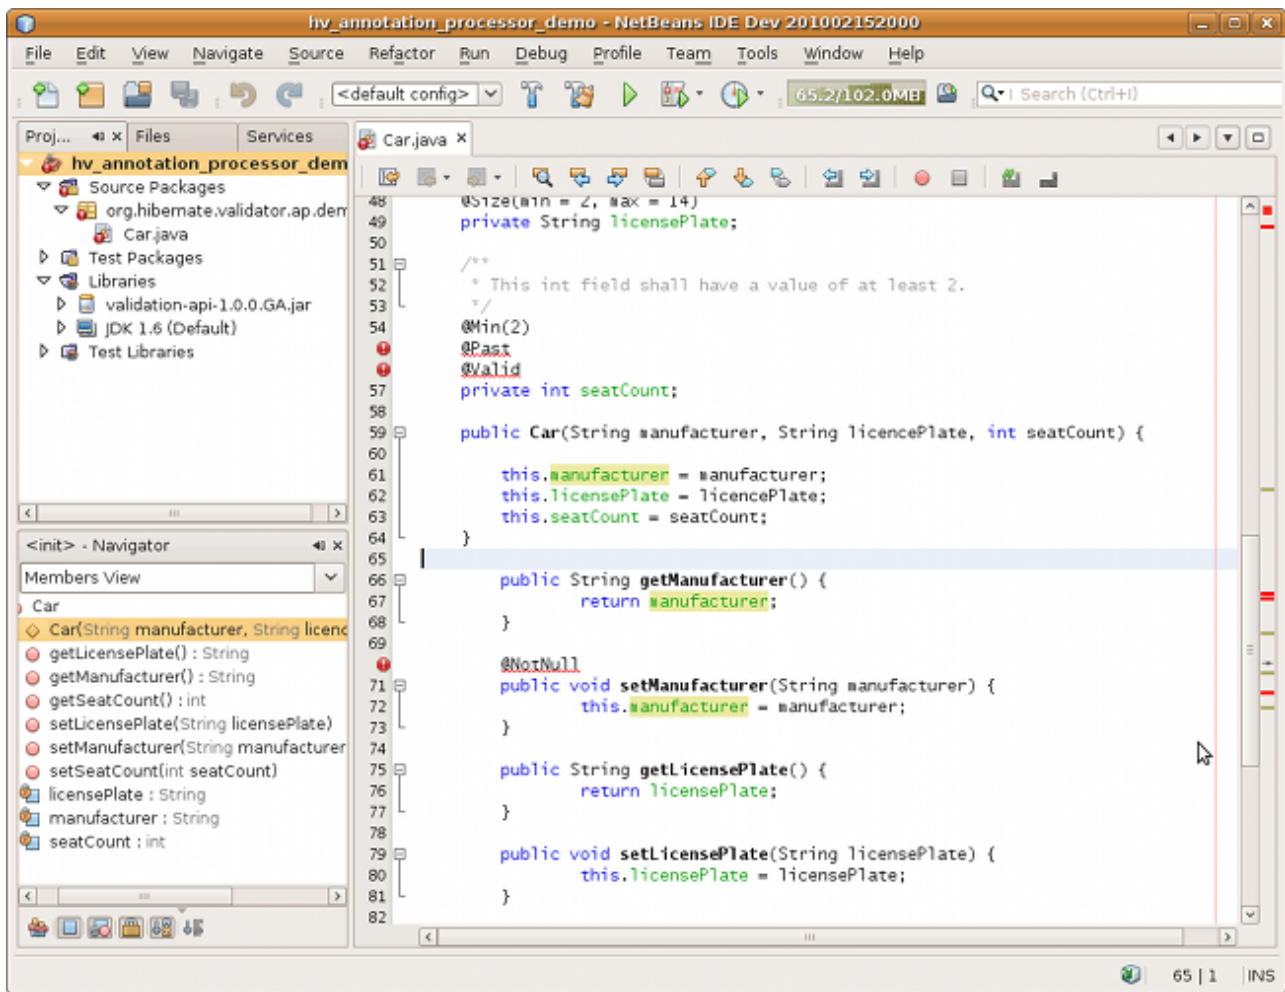 hv_annotation_processor_demo - NetBeans IDE Dev 201002152000
File Edit View Navigate Source Refactor Run Debug Profile Team Tools Window Help
<default config> 65.2/102.0MB Search (Ctrl+I)
Proj... Files Services
hv_annotation_processor_dem
Source Packages
org.hibernate.validator.ap.dem
Car.java
Test Packages
Libraries
validation-api-1.0.0.GA.jar
JDK 1.6 (Default)
Test Libraries
<init> - Navigator
Members View
Car
Car(String manufacturer, String licenc
getLicensePlate() : String
getManufacturer() : String
getSeatCount() : int
setLicensePlate(String licensePlate)
setManufacturer(String manufacturer
setSeatCount(int seatCount)
licensePlate : String
manufacturer : String
seatCount : int
Car.java
48 @Size(min = 2, max = 14)
49 private String licensePlate;
50
51 /**
52 * This int field shall have a value of at least 2.
53 */
54 @Min(2)
@Past
@Valid
57 private int seatCount;
58
59 public Car(String manufacturer, String licencePlate, int seatCount) {
60
61 this.manufacturer = manufacturer;
62 this.licensePlate = licencePlate;
63 this.seatCount = seatCount;
64 }
65
66 public String getManufacturer() {
67 return manufacturer;
68 }
69
@NotNull
71 public void setManufacturer(String manufacturer) {
72 this.manufacturer = manufacturer;
73 }
74
75 public String getLicensePlate() {
76 return licensePlate;
77 }
78
79 public void setLicensePlate(String licensePlate) {
80 this.licensePlate = licensePlate;
81 }
82
65 | 1 INS